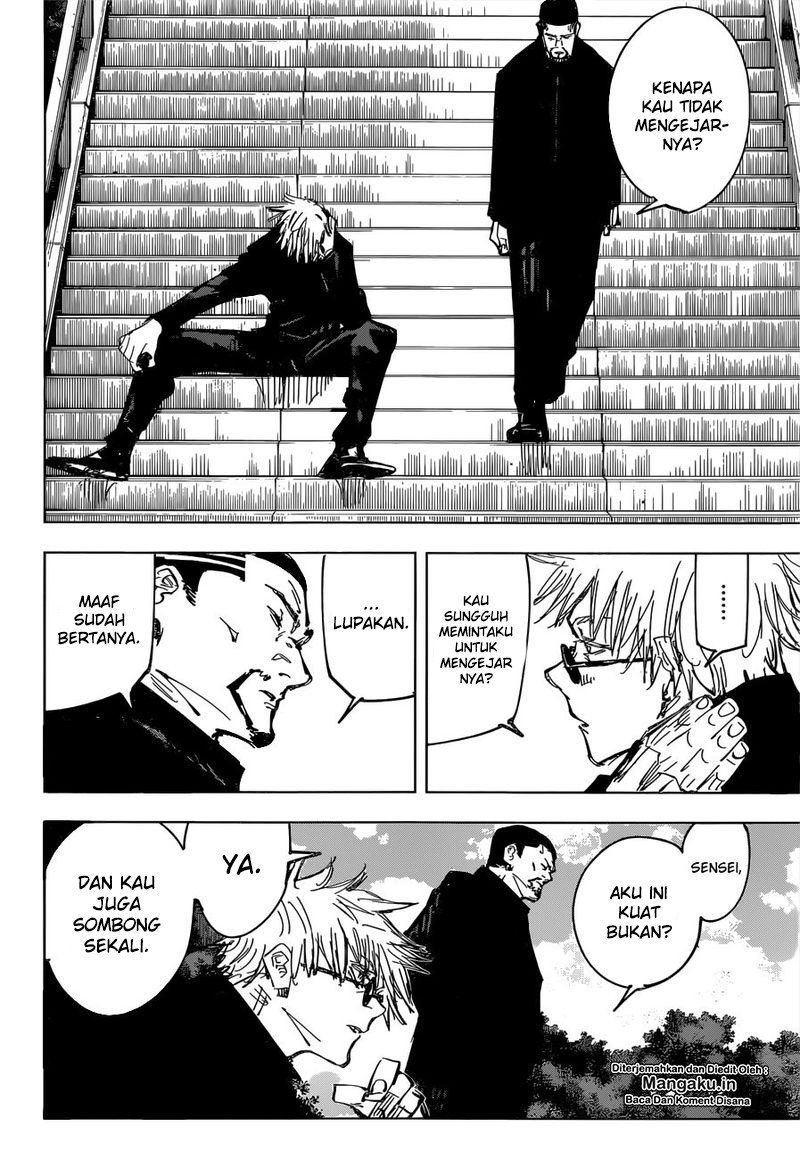 KENAPA
KAU TIDAK
MENGEJAR-
NYA?
........
KAU
SUNGGUH
MEMINTAKU
UNTUK
MENGEJAR
NYA?
...
LUPAKAN.
MAAF
SUDAH
BERTANYA.
SENSEI,
AKU INI
KUAT
BUKAN?
YA.
DAN KAU
JUGA
SOMBONG
SEKALI.
Diterjemahkan dan Diedit Oleh :
Mangaku.in
Baca Dan Koment Disana